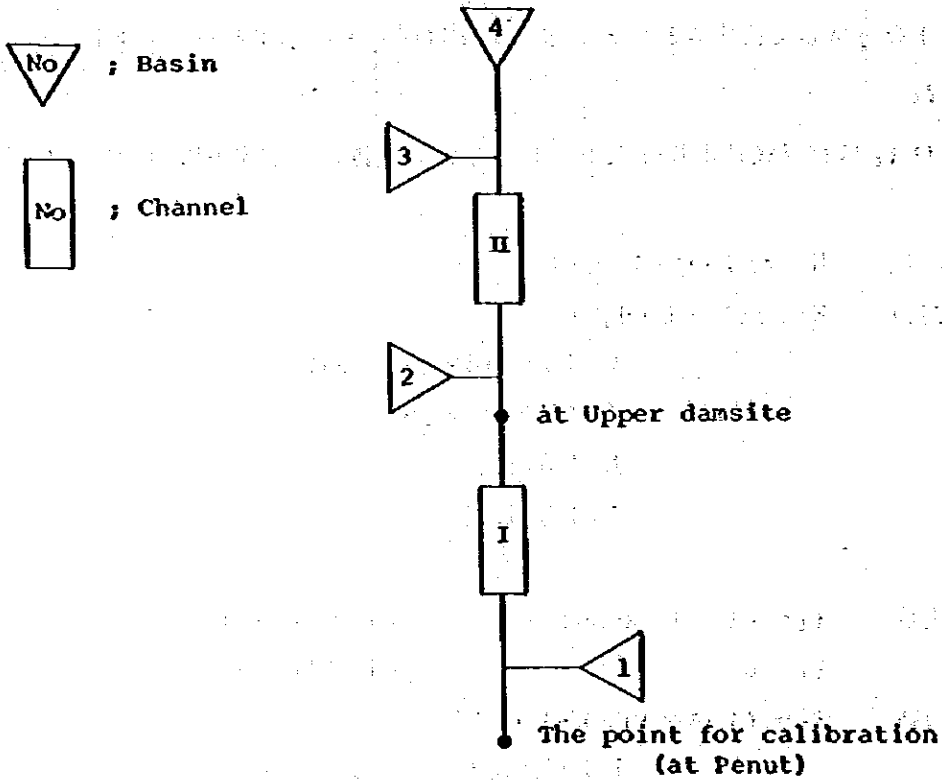 4
No ; Basin
3
No ; Channel
II
2
at Upper damsite
I
1
The point for calibration
(at Penut)